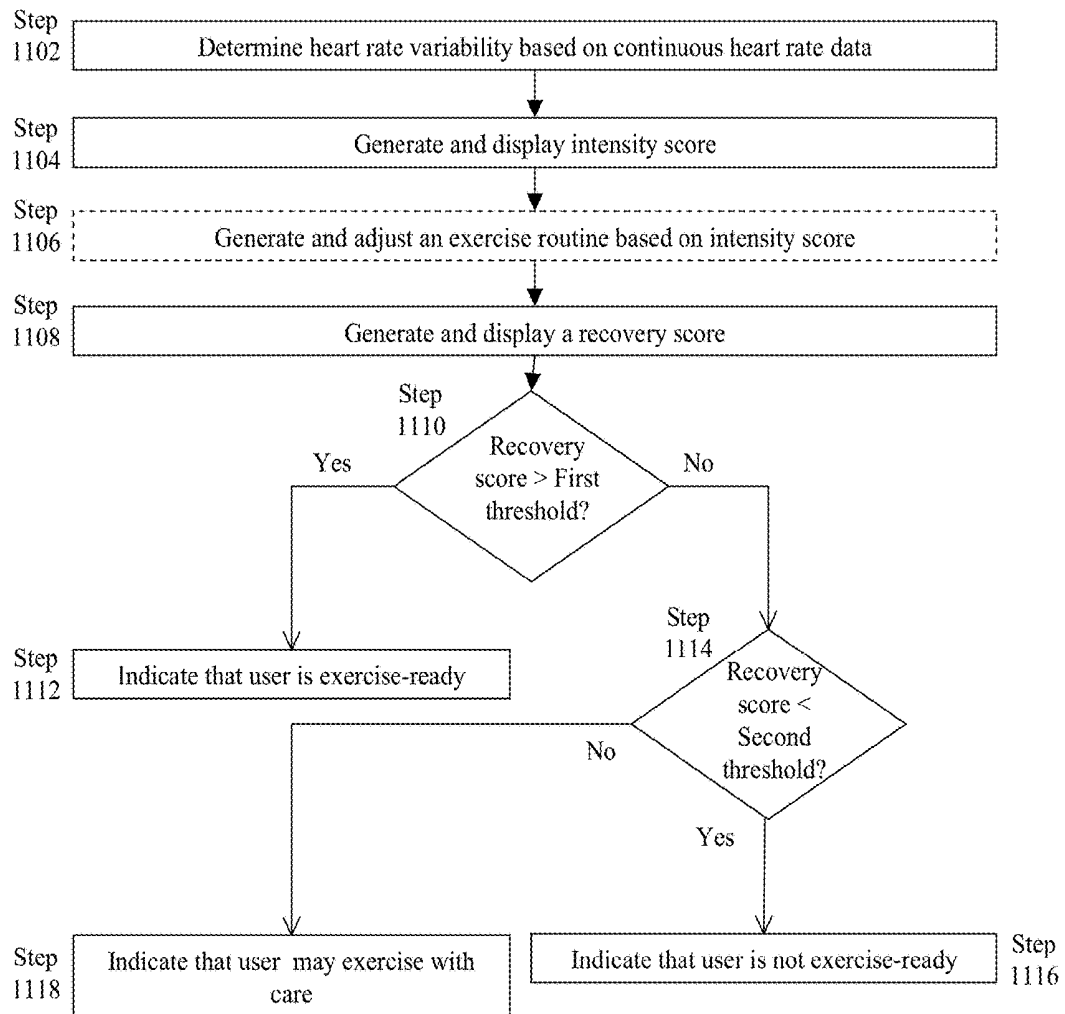 Step
1102
Determine heart rate variability based on continuous heart rate data
Step
1104
Generate and display intensity score
Step
1106
Generate and adjust an exercise routine based on intensity score
Step
1108
Generate and display a recovery score
Step
1110
Recovery
score > First
threshold?
Yes
No
Step
1112
Indicate that user is exercise-ready
Step
1114
Recovery
score <
Second
threshold?
No
Yes
Step
1118
Indicate that user may exercise with
care
Indicate that user is not exercise-ready
Step
1116